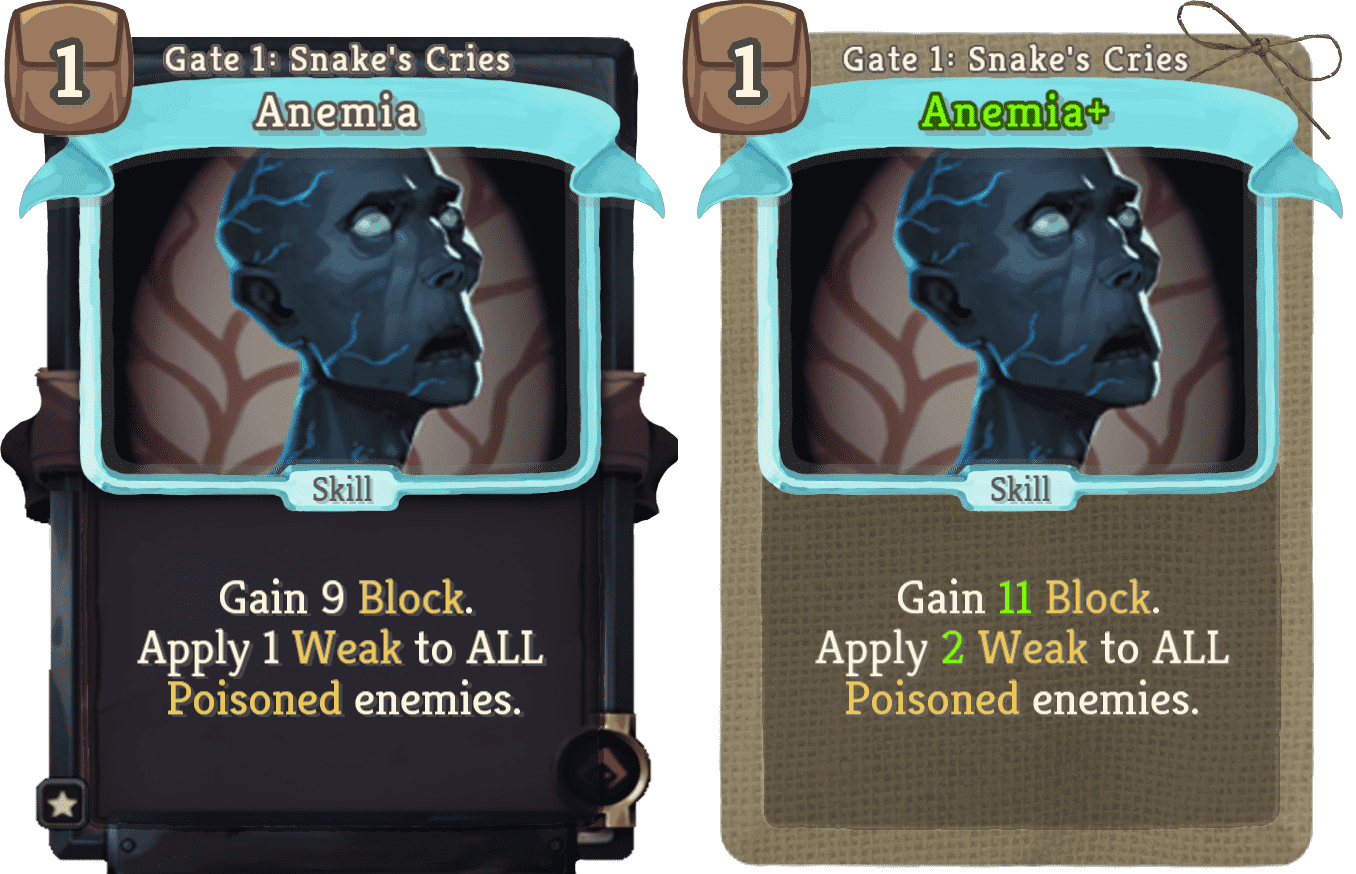 1
Gate 1: Snake's Cries
Anemia
Skill
Gain 9 Block.
Apply 1 Weak to ALL
Poisoned enemies.
1
Gate 1: Snake's Cries
Anemia+
Skill
Gain 11 Block.
Apply 2 Weak to ALL
Poisoned enemies.